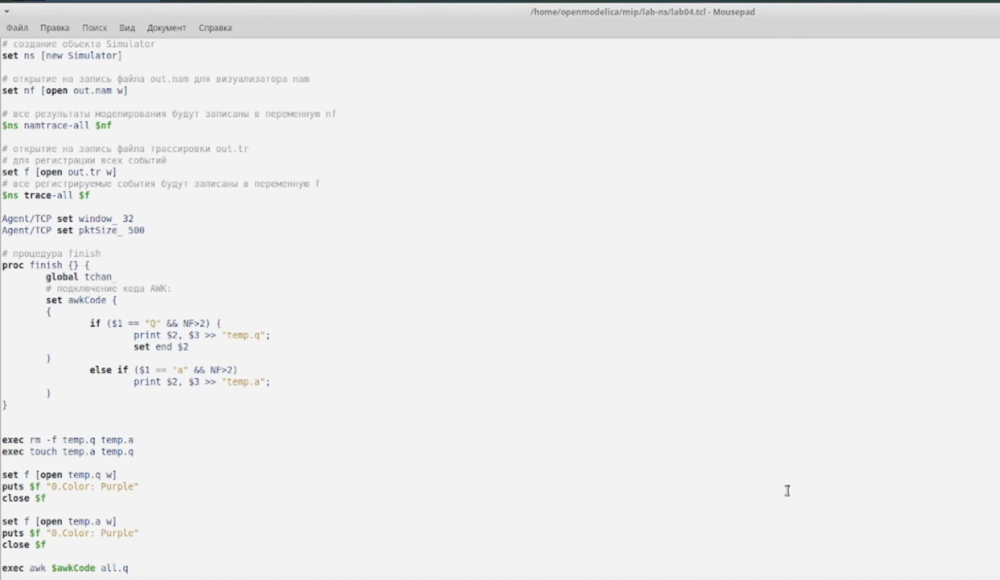 /home/openmodelica/mip/lab-ns/lab04.tcl - Mousepad
Файл Правка Поиск Вид Документ Справка
# создание объекта Simulator
set ns [new Simulator]
# открытие на запись файла out.nam для визуализатора nam
set nf [open out.nam w]
# все результаты моделирования будут записаны в переменную nf
$ns namtrace-all $nf
# открытие на запись файла трассировки out.tr
# для регистрации всех событий
set f [open out.tr w]
# все регистрируемые события будут записаны в переменную f
$ns trace-all $f
Agent/TCP set window_ 32
Agent/TCP set pktSize_ 500
# процедура finish
proc finish {} {
global tchan_
# подключение кода AWK:
set awkCode {
{
if ($1 == "Q" && NF>2) {
print $2, $3 >> "temp.q";
set end $2
}
else if ($1 == "a" && NF>2)
print $2, $3 >> "temp.a";
}
}
exec rm -f temp.q temp.a
exec touch temp.a temp.q
set f [open temp.q w]
puts $f "0.Color: Purple"
close $f
set f [open temp.a w]
puts $f "0.Color: Purple"
close $f
exec awk $awkCode all.q